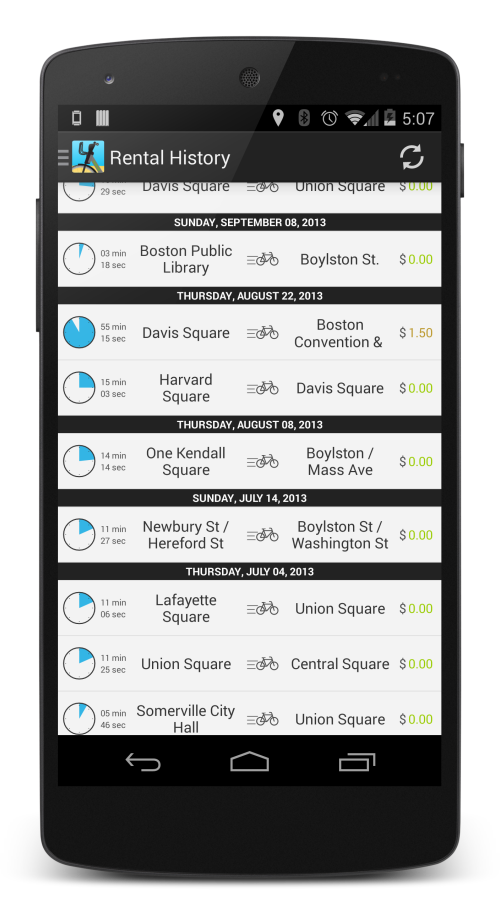 5:07
Rental History
29 sec
Davis Square
Union Square
$0.00
SUNDAY, SEPTEMBER 08, 2013
03 min
18 sec
Boston Public
Library
Boylston St.
$0.00
THURSDAY, AUGUST 22, 2013
55 min
15 sec
Davis Square
Boston
Convention &
$1.50
15 min
03 sec
Harvard
Square
Davis Square
$0.00
THURSDAY, AUGUST 08, 2013
14 min
14 sec
One Kendall
Square
Boylston /
Mass Ave
$0.00
SUNDAY, JULY 14, 2013
11 min
27 sec
Newbury St /
Hereford St
Boylston St /
Washington St
$0.00
THURSDAY, JULY 04, 2013
11 min
06 sec
Lafayette
Square
Union Square
$0.00
11 min
25 sec
Union Square
Central Square
$0.00
05 min
46 sec
Somerville City
Hall
Union Square
$0.00